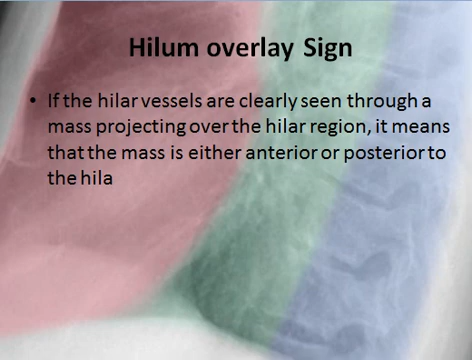 Hilum overlay Sign
• If the hilar vessels are clearly seen through a
mass projecting over the hilar region, it means
that the mass is either anterior or posterior to
the hila